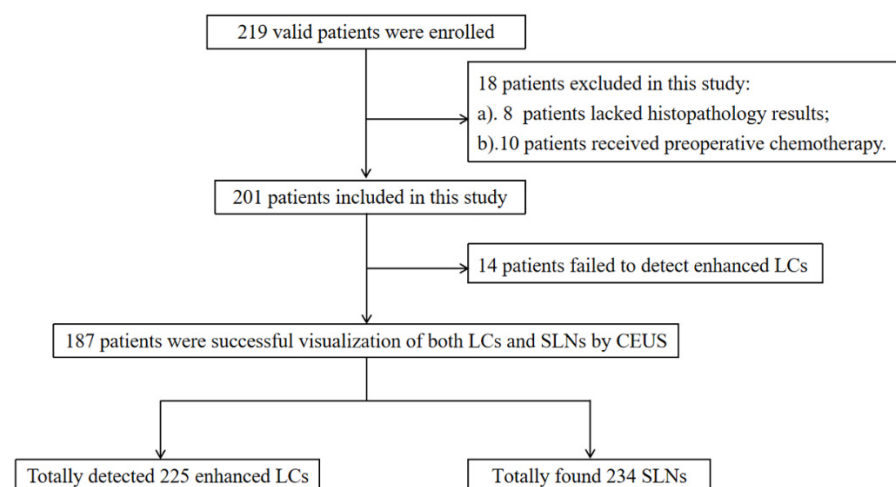 219 valid patients were enrolled
18 patients excluded in this study:
a). 8 patients lacked histopathology results;
b).10 patients received preoperative chemotherapy.
201 patients included in this study
14 patients failed to detect enhanced LCs
187 patients were successful visualization of both LCs and SLNs by CEUS
Totally detected 225 enhanced LCs
Totally found 234 SLNs